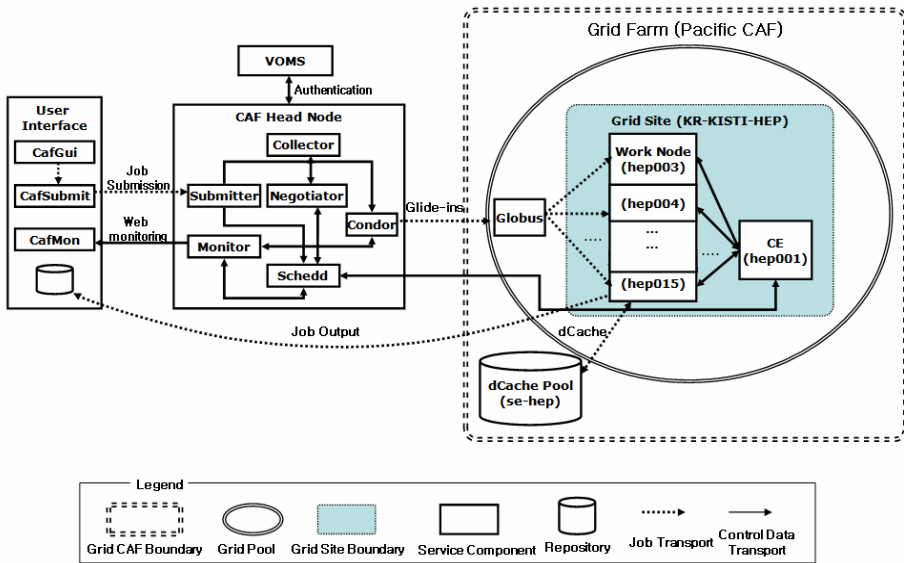 Grid Farm (Pacific CAF)
VOMS
Authentication
User
Interface
CAF Head Node
Grid Site (KR-KISTI-HEP)
CafGui
Collector
Work Node
(hep003)
Job
Submission
CafSubmit
Submitter
Negotiator
Glide-ins
Globus
(hep004)
Condor
Web
monitoring
CafMon
Monitor
...
...
....
....
CE
(hep001)
Schedd
(hep015)
Job Output
dCache
dCache Pool
(se-hep)
Legend
Grid CAF Boundary
Grid Pool
Grid Site Boundary
Service Component
Repository
Job Transport
Control Data
Transport